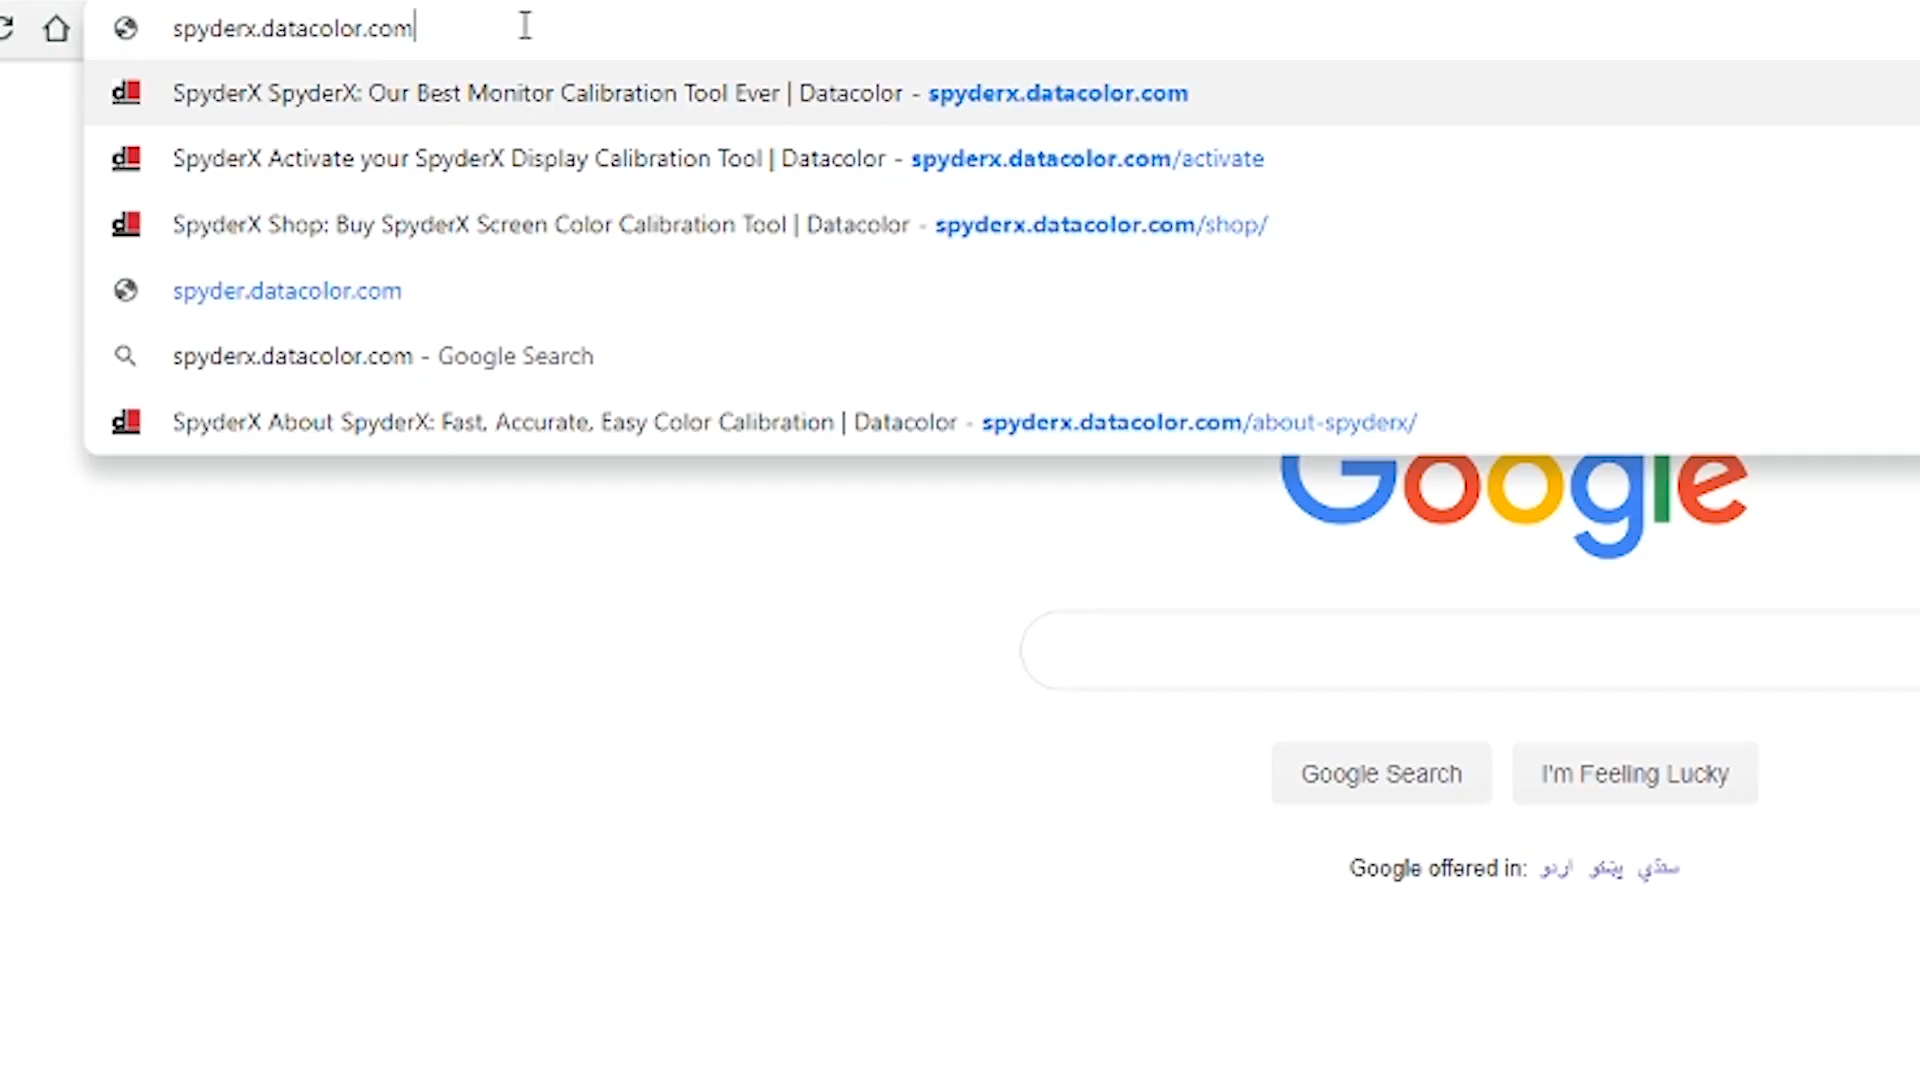 spyderx.datacolor.com
SpyderX SpyderX: Our Best Monitor Calibration Tool Ever | Datacolor - spyderx.datacolor.com
SpyderX Activate your SpyderX Display Calibration Tool | Datacolor - spyderx.datacolor.com/activate
SpyderX Shop: Buy SpyderX Screen Color Calibration Tool | Datacolor - spyderx.datacolor.com/shop/
spyder.datacolor.com
spyderx.datacolor.com - Google Search
SpyderX About SpyderX: Fast, Accurate, Easy Color Calibration | Datacolor - spyderx.datacolor.com/about-spyderx/
Google
Google Search I'm Feeling Lucky
Google offered in: اردو پښتو سنڌي